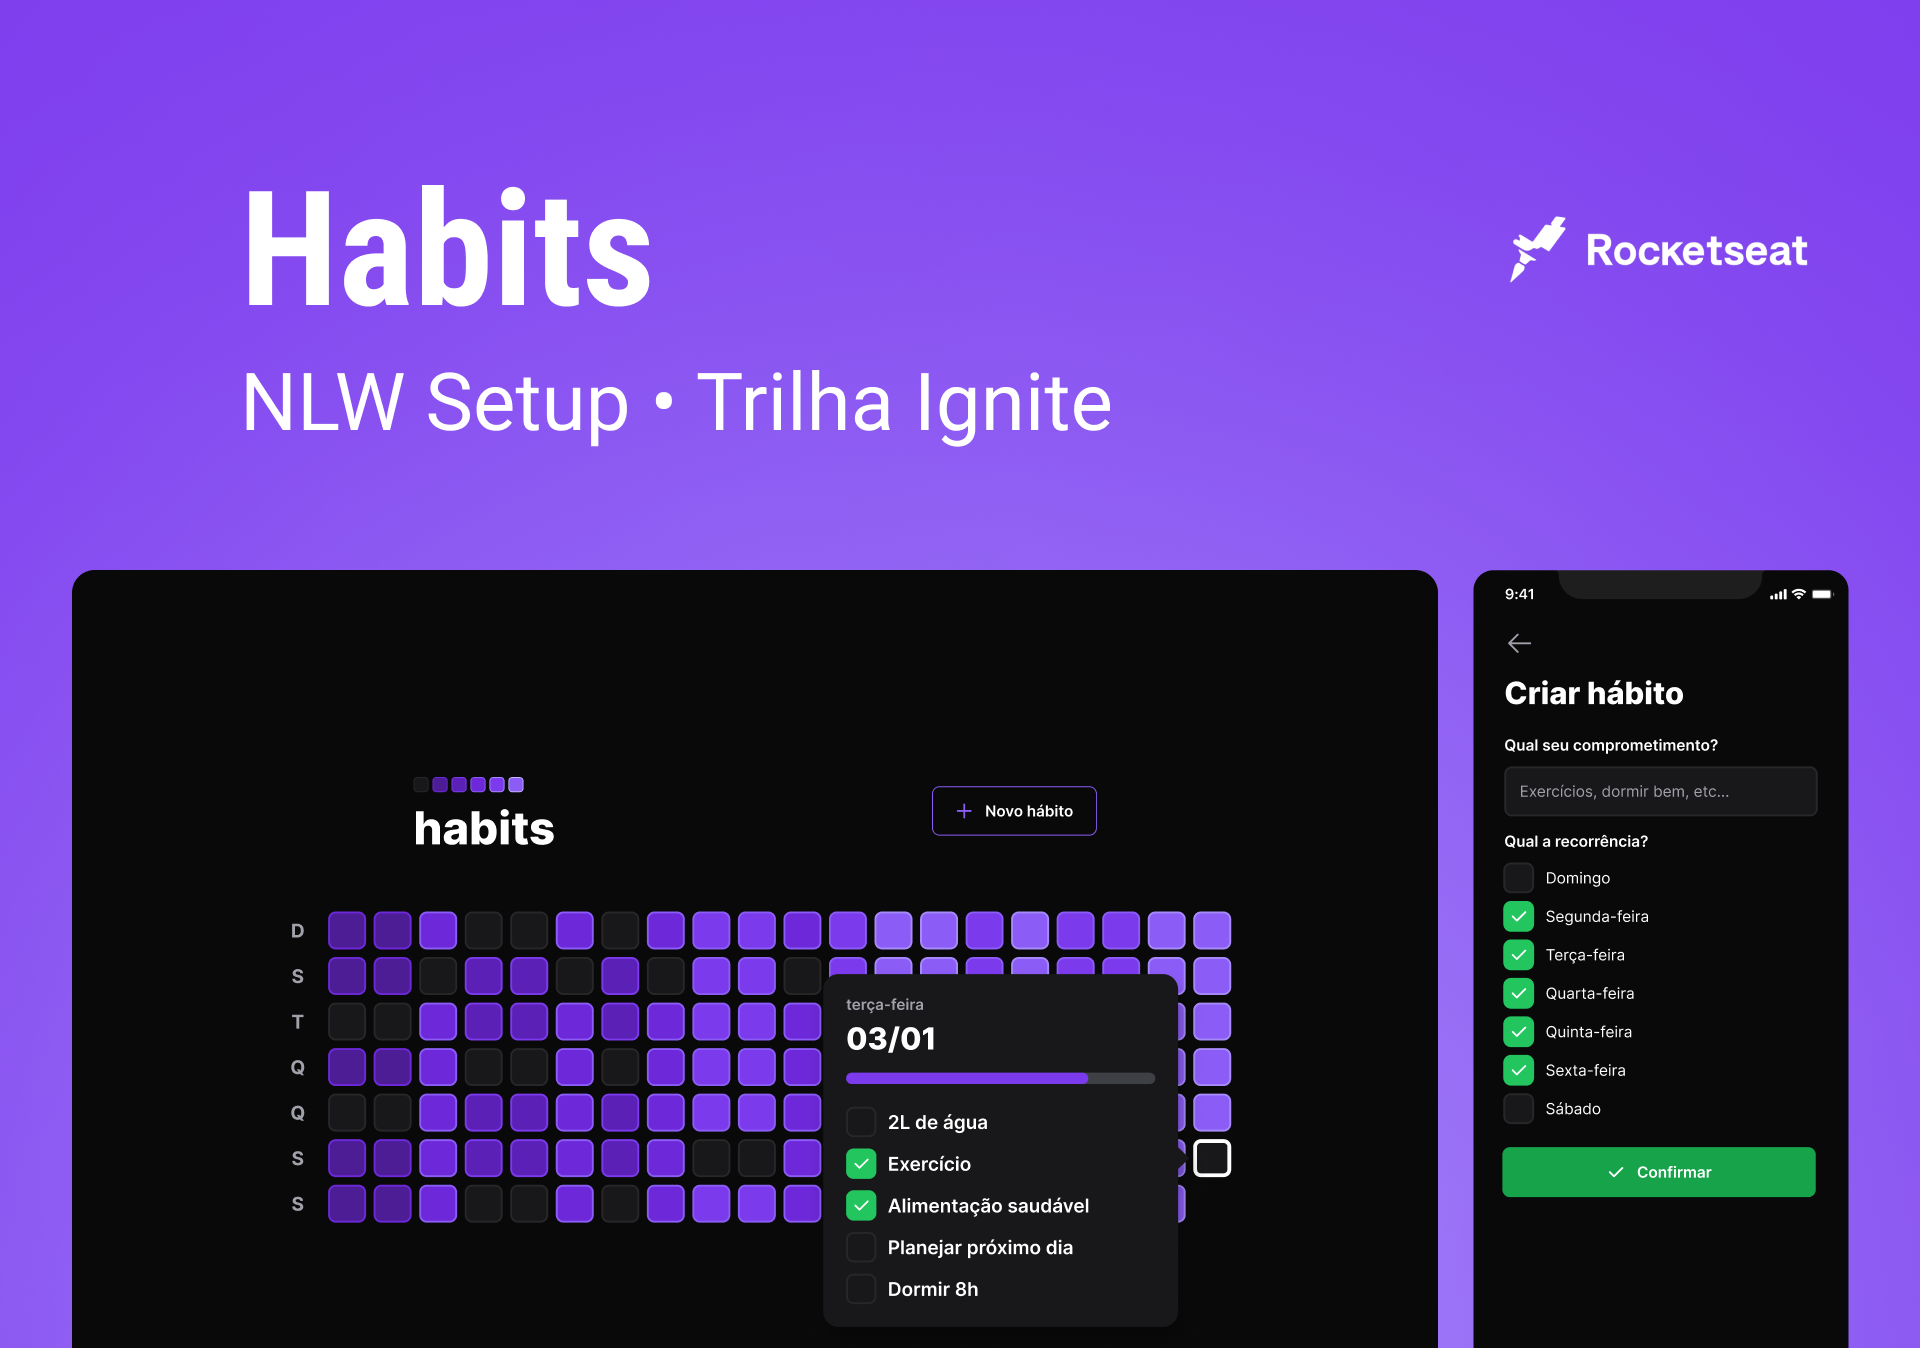 Habits
Rocketseat
NLW Setup • Trilha Ignite
habits
Novo hábito
D
S
T
Q
Q
S
S
terça-feira
03/01
2L de água
Exercício
Alimentação saudável
Planejar próximo dia
Dormir 8h
9:41
Criar hábito
Qual seu comprometimento?
Exercícios, dormir bem, etc...
Qual a recorrência?
Domingo
Segunda-feira
Terça-feira
Quarta-feira
Quinta-feira
Sexta-feira
Sábado
Confirmar